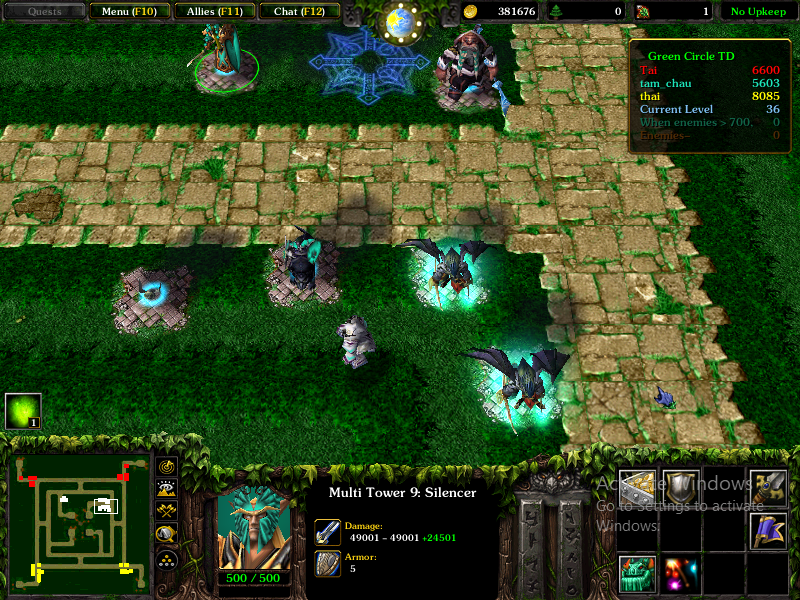 Quests
Menu (F10)
Allies (F11)
Chat (F12)
381676
0
1
No Upkeep
Green Circle TD
Tai 6600
tam_chau 5603
thai 8085
Current Level 36
When enemies > 700, 0
Enemies- 0
1
Multi Tower 9: Silencer
Damage:
49001 - 49001 +24501
Armor:
5
500 / 500
Activate Windows
Go to Settings to activate
Windows.